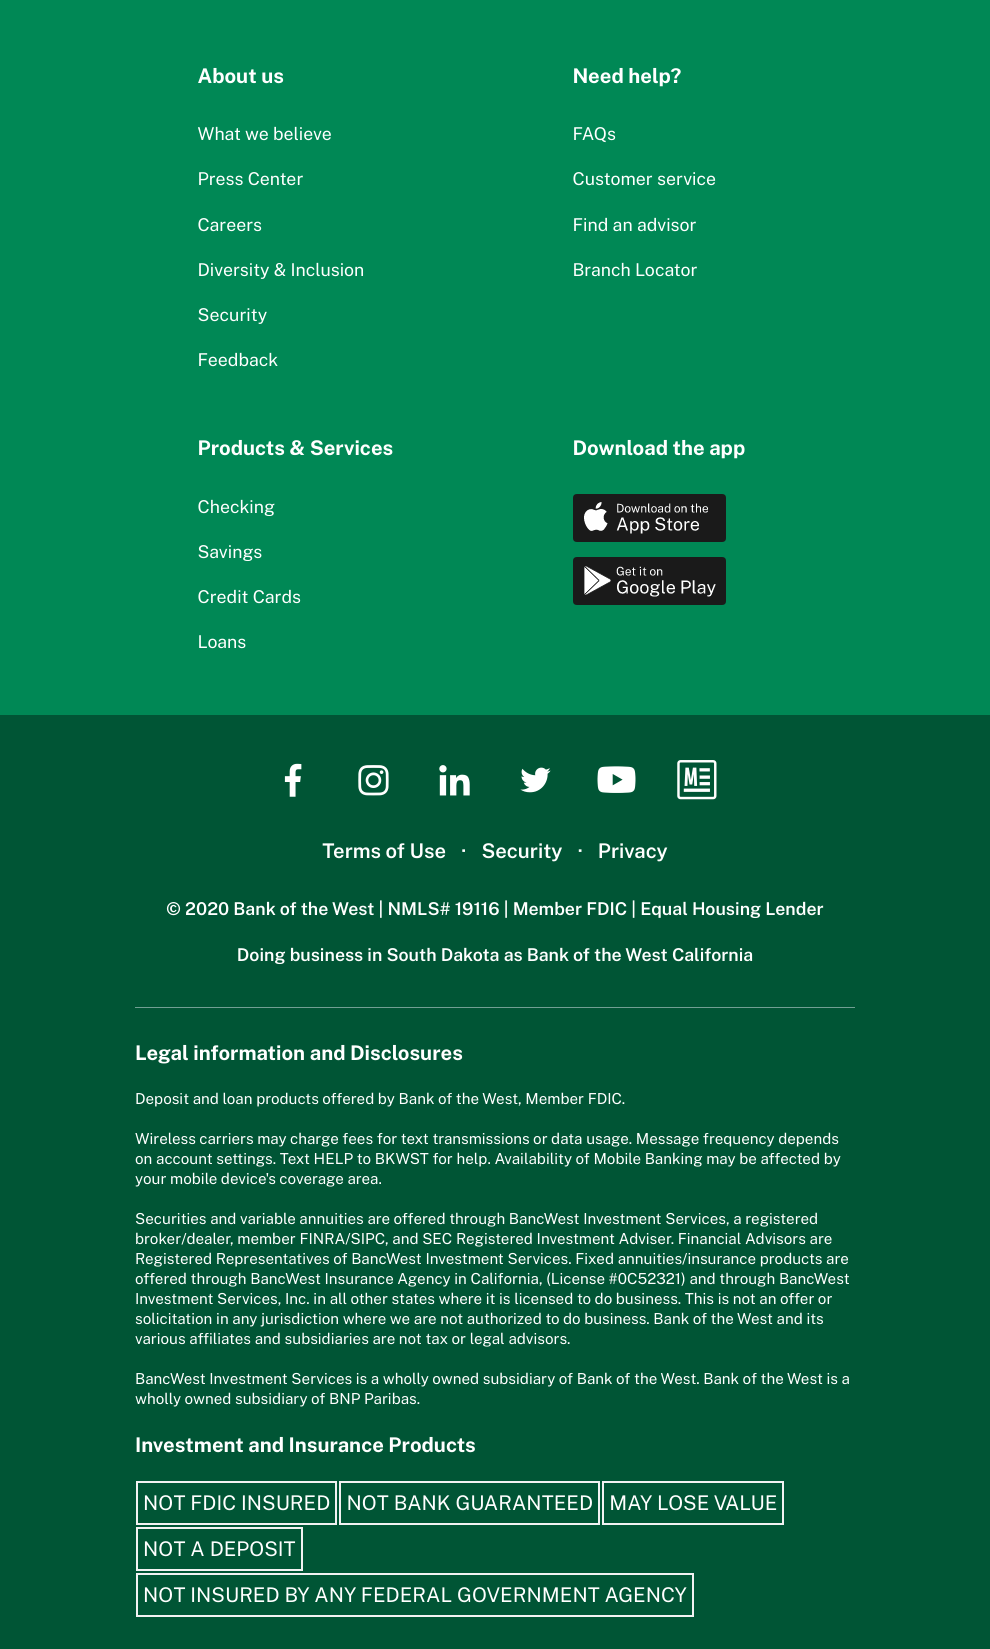 About us
What we believe
Press Center
Careers
Diversity & Inclusion
Security
Feedback
Need help?
FAQs
Customer service
Find an advisor
Branch Locator
Products & Services
Checking
Savings
Credit Cards
Loans
Download the app
Download on the
App Store
Get it on
Google Play
f
in
ME
Terms of Use · Security · Privacy
© 2020 Bank of the West | NMLS# 19116 | Member FDIC | Equal Housing Lender
Doing business in South Dakota as Bank of the West California
Legal information and Disclosures
Deposit and loan products offered by Bank of the West, Member FDIC.
Wireless carriers may charge fees for text transmissions or data usage. Message frequency depends
on account settings. Text HELP to BKWST for help. Availability of Mobile Banking may be affected by
your mobile device's coverage area.
Securities and variable annuities are offered through BancWest Investment Services, a registered
broker/dealer, member FINRA/SIPC, and SEC Registered Investment Adviser. Financial Advisors are
Registered Representatives of BancWest Investment Services. Fixed annuities/insurance products are
offered through BancWest Insurance Agency in California, (License #0C52321) and through BancWest
Investment Services, Inc. in all other states where it is licensed to do business. This is not an offer or
solicitation in any jurisdiction where we are not authorized to do business. Bank of the West and its
various affiliates and subsidiaries are not tax or legal advisors.
BancWest Investment Services is a wholly owned subsidiary of Bank of the West. Bank of the West is a
wholly owned subsidiary of BNP Paribas.
Investment and Insurance Products
NOT FDIC INSURED NOT BANK GUARANTEED MAY LOSE VALUE
NOT A DEPOSIT
NOT INSURED BY ANY FEDERAL GOVERNMENT AGENCY